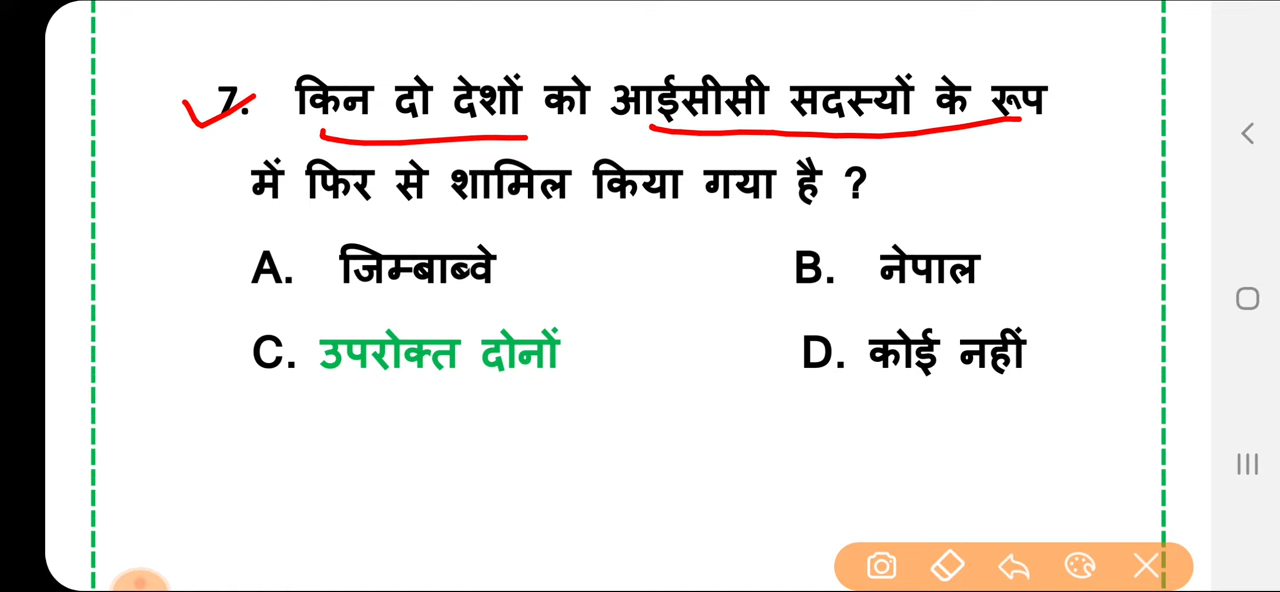 7. किन दो देशों को आईसीसी सदस्यों के रूप
में फिर से शामिल किया गया है ?
A. जिम्बाब्वे B. नेपाल
C. उपरोक्त दोनों D. कोई नहीं